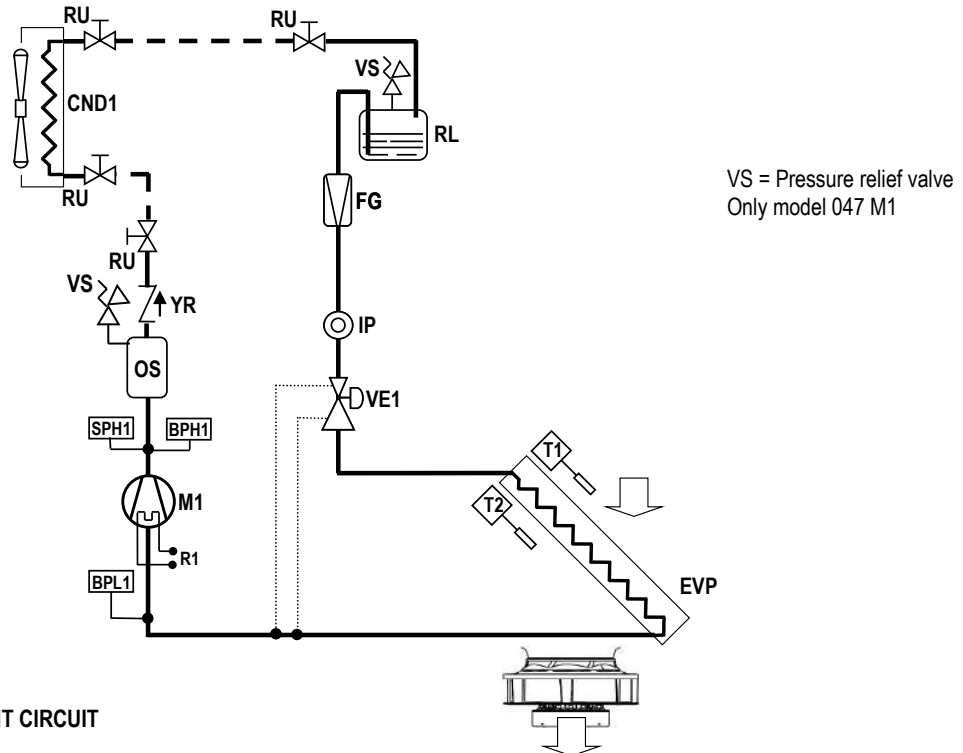 RU
RU
VS
CND1
RL
RU
FG
VS = Pressure relief valve
Only model 047 M1
RU
VS
YR
IP
OS
VE1
SPH1
BPH1
T1
M1
T2
R1
BPL1
EVP
IT CIRCUIT